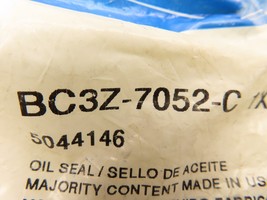 BC3Z-7052-C
5044146
OIL SEAL/SELLO DE ACEITE
MAJORITY CONTENT MADE IN US